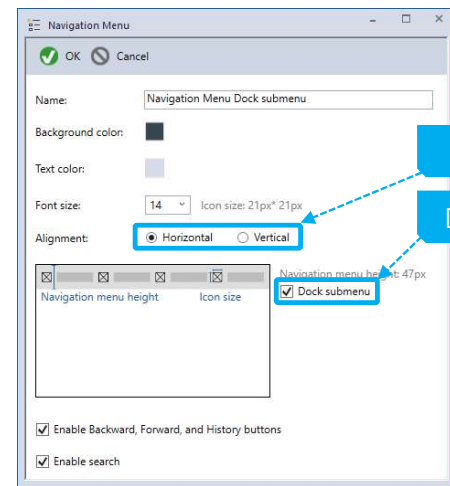 Navigation Menu
OK Cancel
Name: Navigation Menu Dock submenu
Background color:
Text color:
Font size: 14 Icon size: 21px* 21px
Alignment: Horizontal Vertical
Navigation menu height: 47px
Navigation menu height Icon size
Dock submenu
Enable Backward, Forward, and History buttons
Enable search